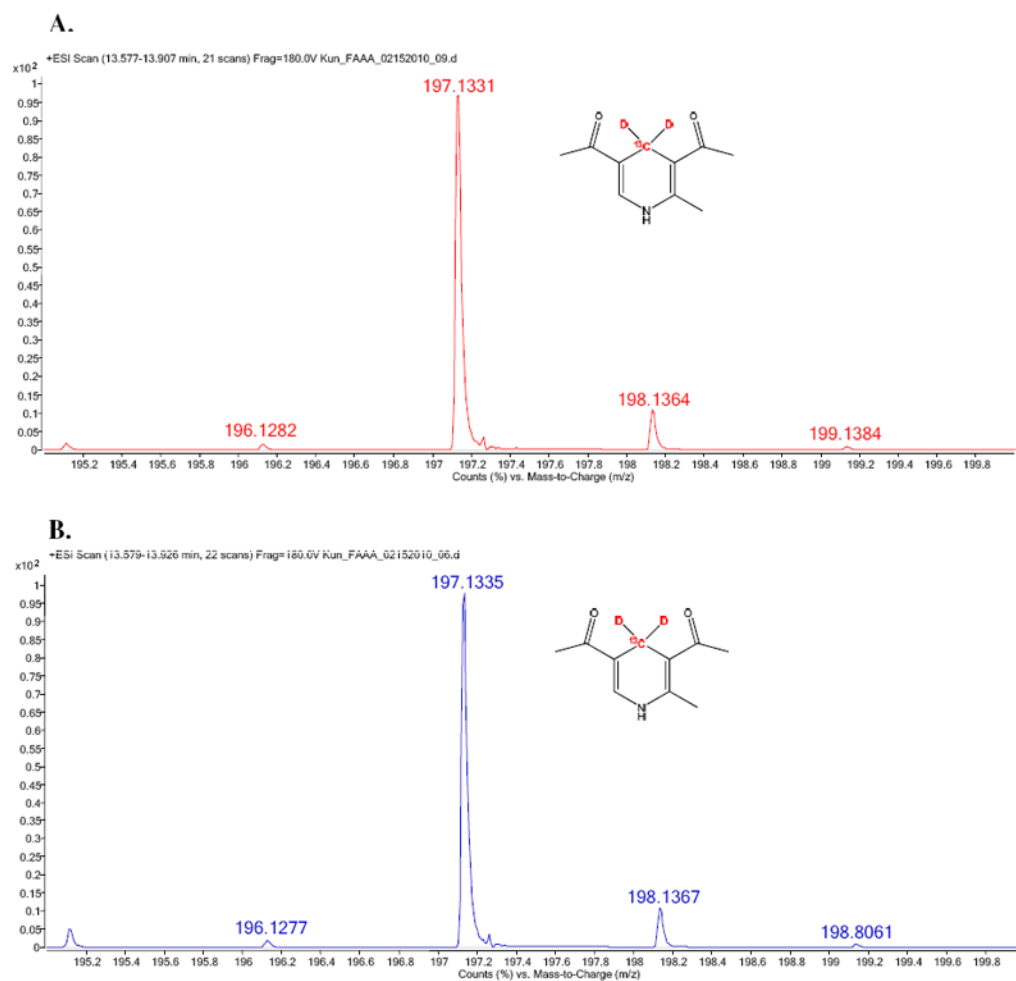 A.
+ESI Scan (13.577-13.907 min, 21 scans) Frag=180.0V Kun_FAAA_02152010_09.d
x10²
1
0.95
0.9
0.85
0.8
0.75
0.7
0.65
0.6
0.55
0.5
0.45
0.4
0.35
0.3
0.25
0.2
0.15
0.1
0.05
0
197.1331
196.1282
198.1364
199.1384
O
D
D
O
13C
N
H
195.2 195.4 195.6 195.8 196 196.2 196.4 196.6 196.8 197 197.2 197.4 197.6 197.8 198 198.2 198.4 198.6 198.8 199 199.2 199.4 199.6 199.8
Counts (%) vs. Mass-to-Charge (m/z)
B.
+ESI Scan (13.579-13.926 min, 22 scans) Frag=180.0V Kun_FAAA_02152010_06.d
x10²
1
0.95
0.9
0.85
0.8
0.75
0.7
0.65
0.6
0.55
0.5
0.45
0.4
0.35
0.3
0.25
0.2
0.15
0.1
0.05
0
197.1335
196.1277
198.1367
198.8061
O
D
D
O
13C
N
H
195.2 195.4 195.6 195.8 196 196.2 196.4 196.6 196.8 197 197.2 197.4 197.6 197.8 198 198.2 198.4 198.6 198.8 199 199.2 199.4 199.6 199.8
Counts (%) vs. Mass-to-Charge (m/z)